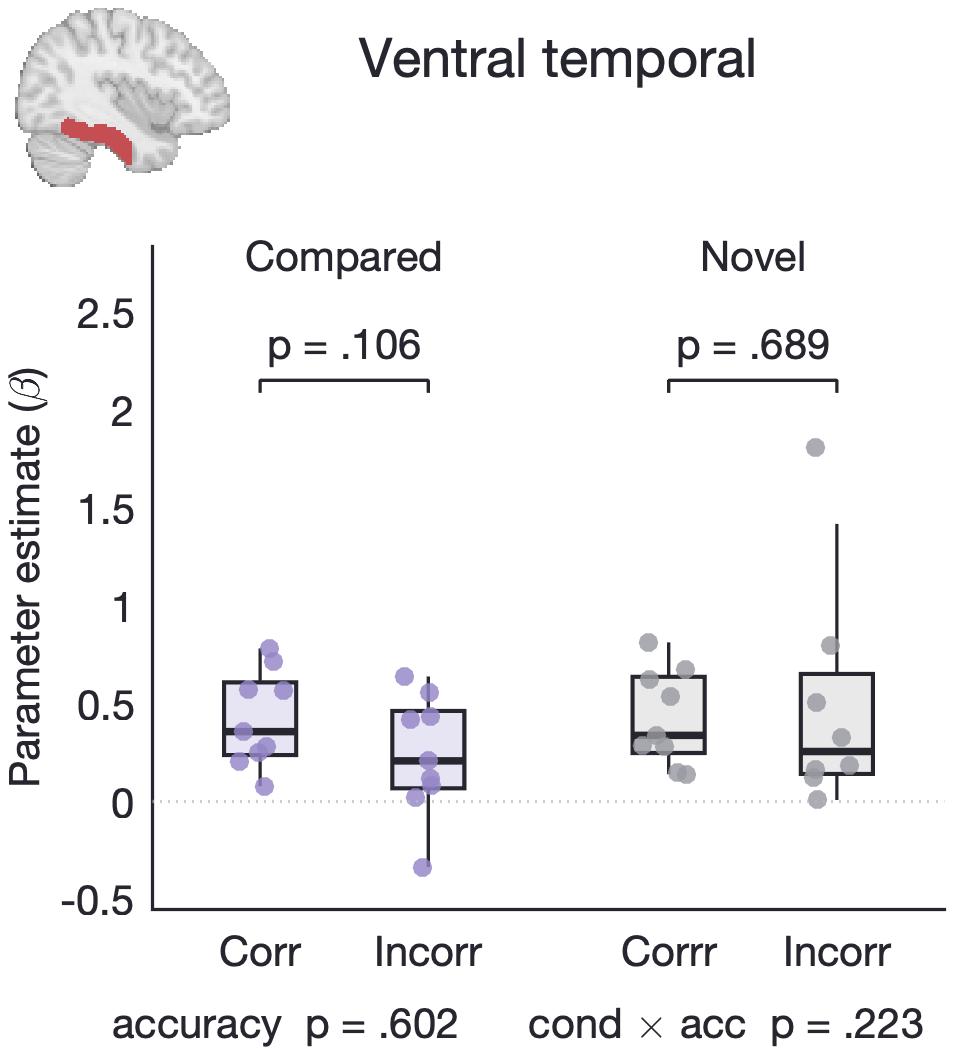 Ventral temporal
Compared Novel
p = .106 p = .689
2.5
2
1.5
1
0.5
0
-0.5
Parameter estimate (β)
Corr Incorr Corrr Incorr
accuracy p = .602 cond × acc p = .223